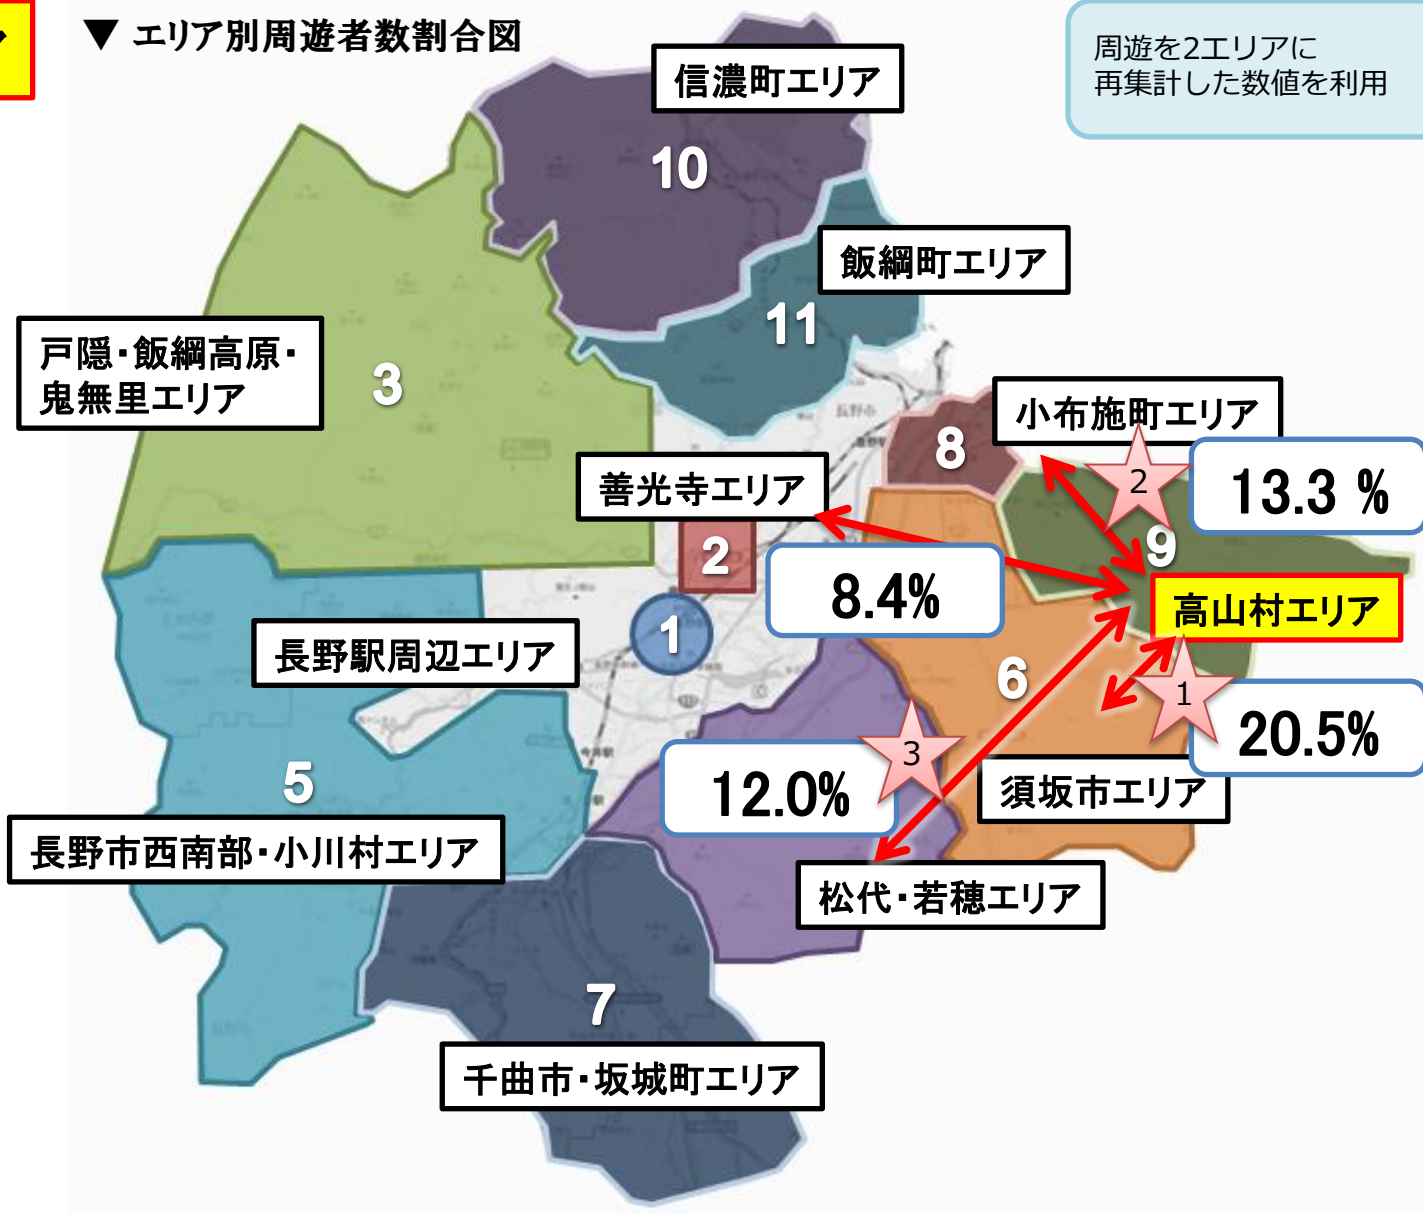 ▼ エリア別周遊者数割合図
周遊を2エリアに
再集計した数値を利用
信濃町エリア
10
飯綱町エリア
11
戸隠・飯綱高原・
鬼無里エリア
3
小布施町エリア
8
2
13.3 %
善光寺エリア
2
9
8.4%
高山村エリア
1
長野駅周辺エリア
6
1
20.5%
3
12.0%
須坂市エリア
5
長野市西南部・小川村エリア
松代・若穂エリア
7
千曲市・坂城町エリア